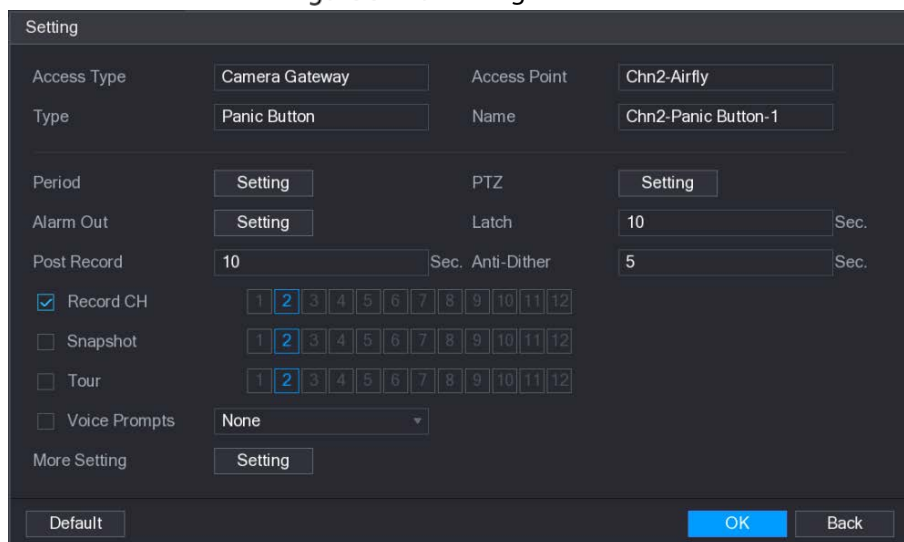 Setting
Access Type Camera Gateway Access Point Chn2-Airfly
Type Panic Button Name Chn2-Panic Button-1
Period Setting PTZ Setting
Alarm Out Setting Latch 10 Sec.
Post Record 10 Sec. Anti-Dither 5 Sec.
Record CH 1 2 3 4 5 6 7 8 9 10 11 12
Snapshot 1 2 3 4 5 6 7 8 9 10 11 12
Tour 1 2 3 4 5 6 7 8 9 10 11 12
Voice Prompts None
More Setting Setting
Default OK Back